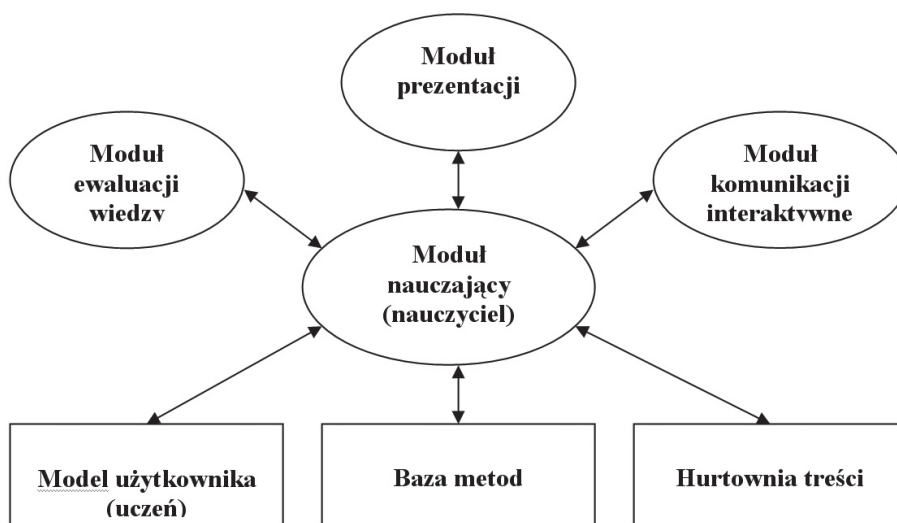 Moduł
prezentacji
Moduł
ewaluacji
wiedzy
Moduł
komunikacji
interaktywne
Moduł
nauczający
(nauczyciel)
Model użytkownika
(uczeń)
Baza metod
Hurtownia treści